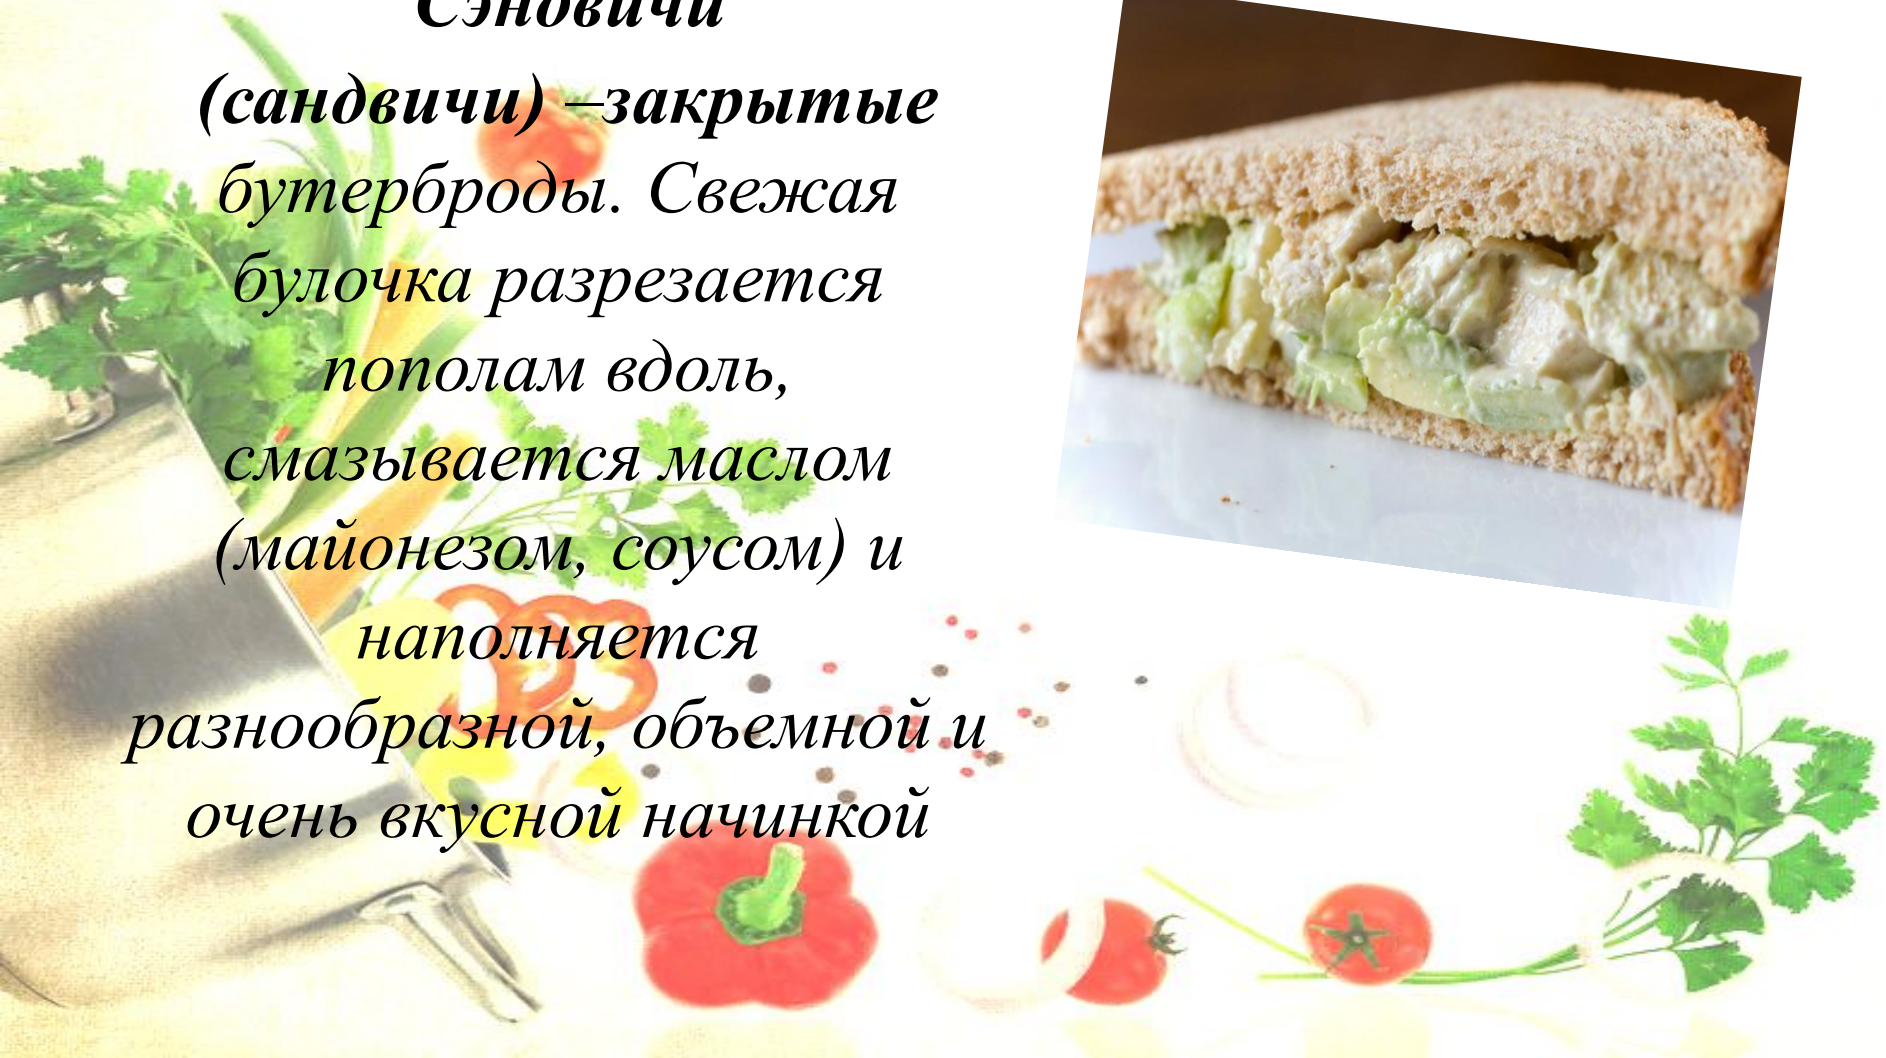 Сэндвичи
(сандвичи) –закрытые
бутерброды. Свежая
булочка разрезается
пополам вдоль,
смазывается маслом
(майонезом, соусом) и
наполняется
разнообразной, объемной и
очень вкусной начинкой